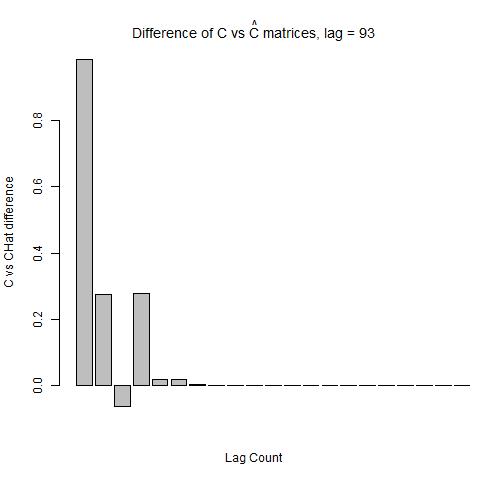 Difference of C vs Ĉ matrices, lag = 93
C vs CHat difference
0.8
0.6
0.4
0.2
0.0
Lag Count